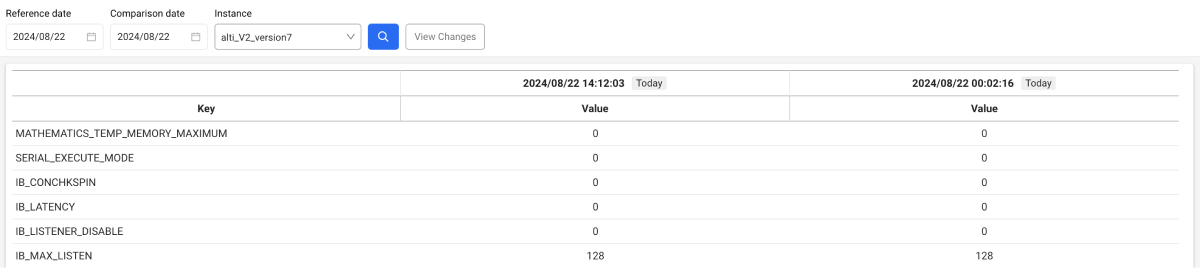 Reference date Comparison date Instance
2024/08/22 2024/08/22 alti_V2_version7 View Changes
2024/08/22 14:12:03 Today 2024/08/22 00:02:16 Today
Key Value Value
MATHEMATICS_TEMP_MEMORY_MAXIMUM 0 0
SERIAL_EXECUTE_MODE 0 0
IB_CONCHKSPIN 0 0
IB_LATENCY 0 0
IB_LISTENER_DISABLE 0 0
IB_MAX_LISTEN 128 128